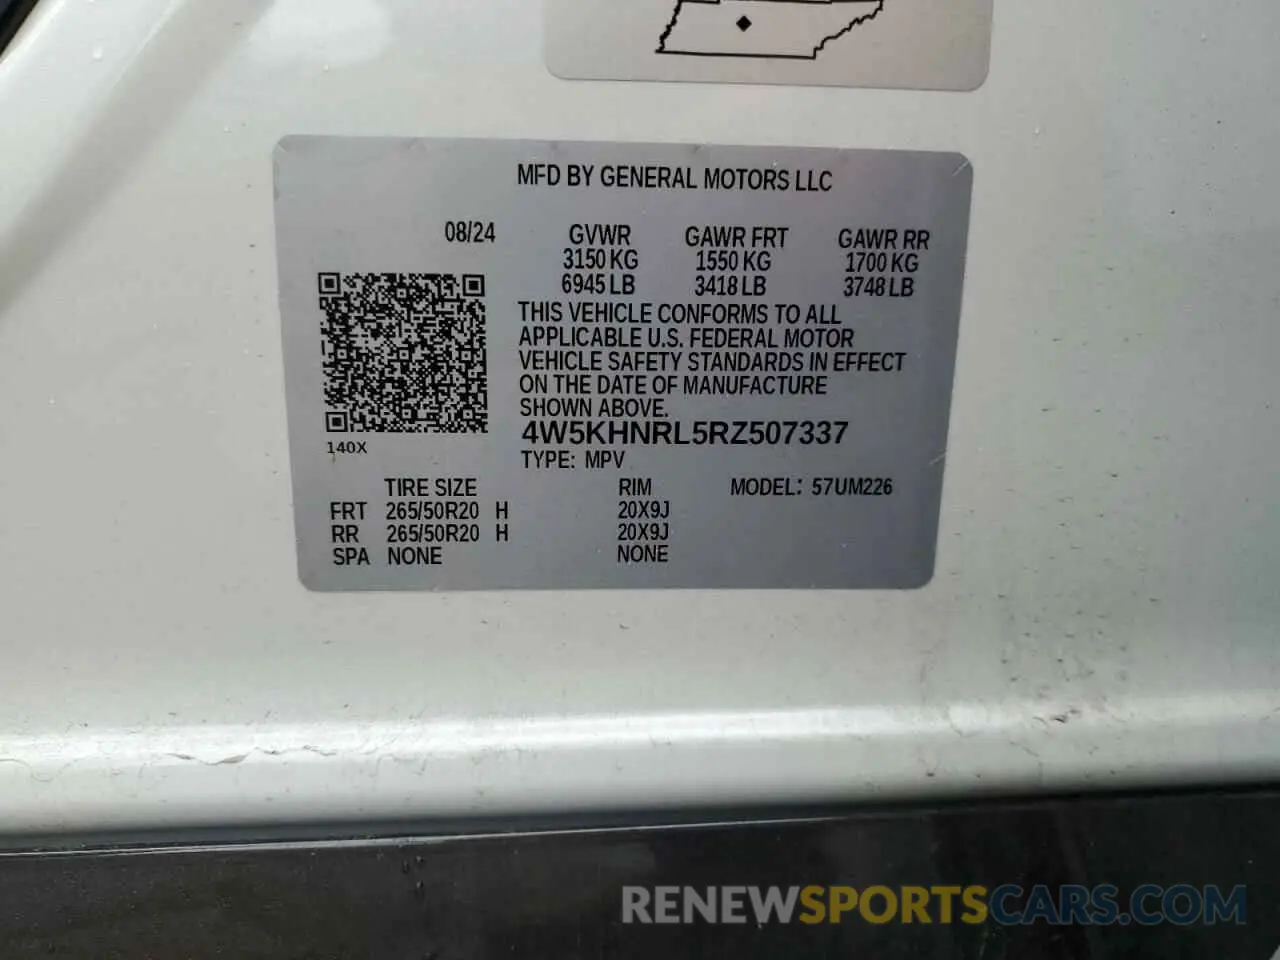 MFD BY GENERAL MOTORS LLC
08/24 GVWR GAWR FRT GAWR RR
3150 KG 1550 KG 1700 KG
6945 LB 3418 LB 3748 LB
THIS VEHICLE CONFORMS TO ALL
APPLICABLE U.S. FEDERAL MOTOR
VEHICLE SAFETY STANDARDS IN EFFECT
ON THE DATE OF MANUFACTURE
SHOWN ABOVE.
4W5KHNRL5RZ507337
140X
TYPE: MPV
TIRE SIZE RIM MODEL: 57UM226
FRT 265/50R20 H 20X9J
RR 265/50R20 H 20X9J
SPA NONE NONE
RENEWSPORTSCARS.COM